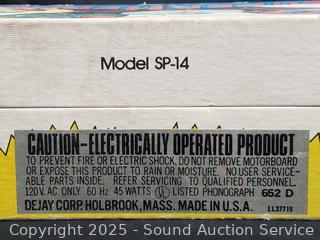 Model SP-14
CAUTION-ELECTRICALLY OPERATED PRODUCT
TO PREVENT FIRE OR ELECTRIC SHOCK, DO NOT REMOVE MOTORBOARD
OR EXPOSE THIS PRODUCT TO RAIN OR MOISTURE. NO USER SERVICE-
ABLE PARTS INSIDE. REFER SERVICING TO QUALIFIED PERSONNEL.
120V. AC ONLY 60 Hz 45 WATTS UL LISTED PHONOGRAPH 652 D
DEJAY CORP. HOLBROOK, MASS. MADE IN U.S.A. LL37715
Copyright 2025 - Sound Auction Service